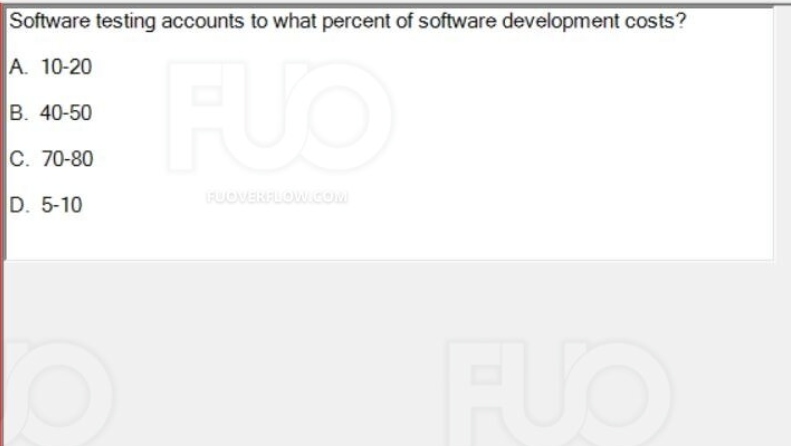 Software testing accounts to what percent of software development costs?
A. 10-20
B. 40-50
C. 70-80
D. 5-10
FUO
FUOVERFLOW.COM
UO
FUO